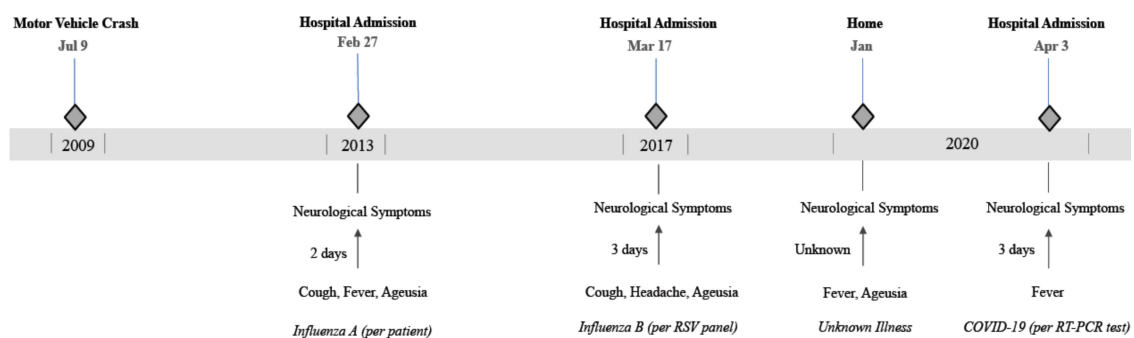 Motor Vehicle Crash
Jul 9
Hospital Admission
Feb 27
Hospital Admission
Mar 17
Home
Jan
Hospital Admission
Apr 3
2009
2013
2017
2020
Neurological Symptoms
2 days
Cough, Fever, Ageusia
Influenza A (per patient)
Neurological Symptoms
3 days
Cough, Headache, Ageusia
Influenza B (per RSV panel)
Neurological Symptoms
Unknown
Fever, Ageusia
Unknown Illness
Neurological Symptoms
3 days
Fever
COVID-19 (per RT-PCR test)